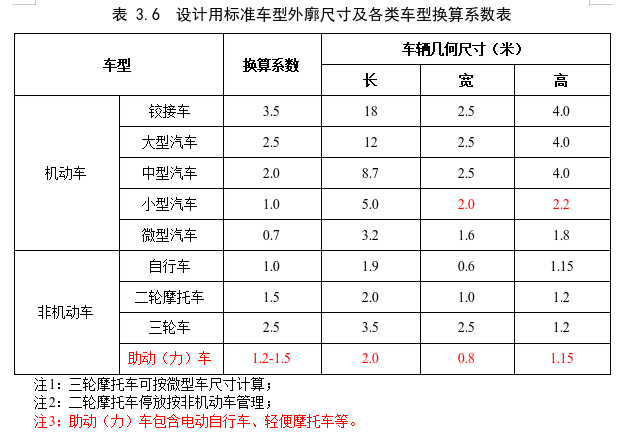 表 3.6 设计用标准车型外廓尺寸及各类车型换算系数表
车型 换算系数 车辆几何尺寸（米）
长 宽 高
机动车 铰接车 3.5 18 2.5 4.0
大型汽车 2.5 12 2.5 4.0
中型汽车 2.0 8.7 2.5 4.0
小型汽车 1.0 5.0 2.0 2.2
微型汽车 0.7 3.2 1.6 1.8
非机动车 自行车 1.0 1.9 0.6 1.15
二轮摩托车 1.5 2.0 1.0 1.2
三轮车 2.5 3.5 2.5 1.2
助动（力）车 1.2-1.5 2.0 0.8 1.15
注1：三轮摩托车可按微型车尺寸计算；
注2：二轮摩托车停放按非机动车管理；
注3：助动（力）车包含电动自行车、轻便摩托车等。